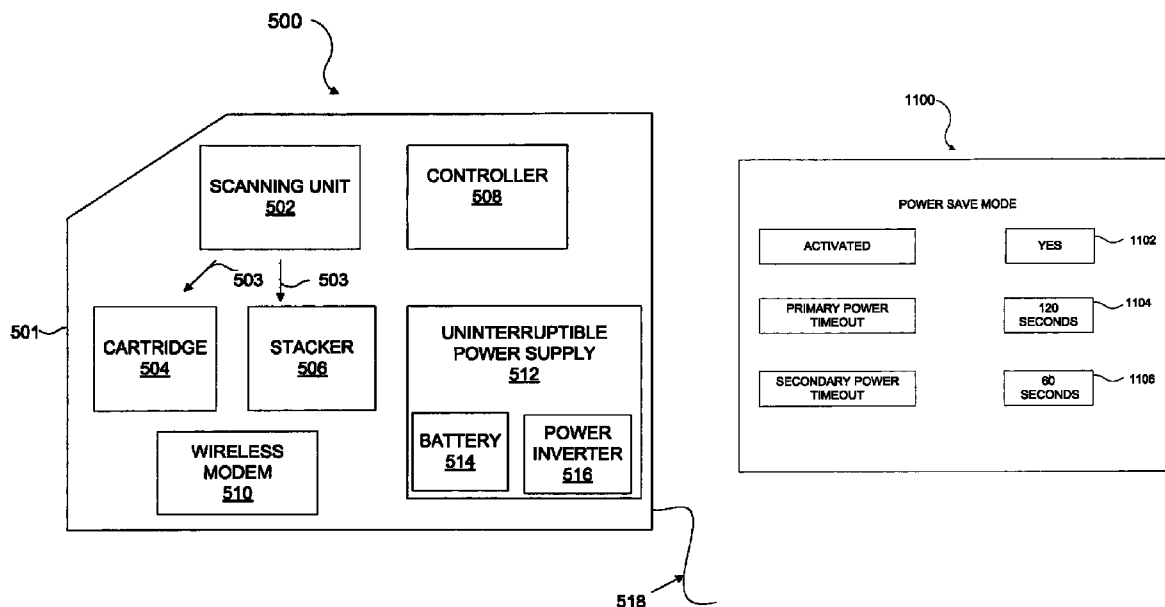 500
SCANNING UNIT
502
CONTROLLER
508
503
503
501
CARTRIDGE
504
STACKER
506
UNINTERRUPTIBLE
POWER SUPPLY
512
BATTERY
514
POWER
INVERTER
516
WIRELESS
MODEM
510
518
1100
POWER SAVE MODE
ACTIVATED
YES
1102
PRIMARY POWER
TIMEOUT
120
SECONDS
1104
SECONDARY POWER
TIMEOUT
60
SECONDS
1106